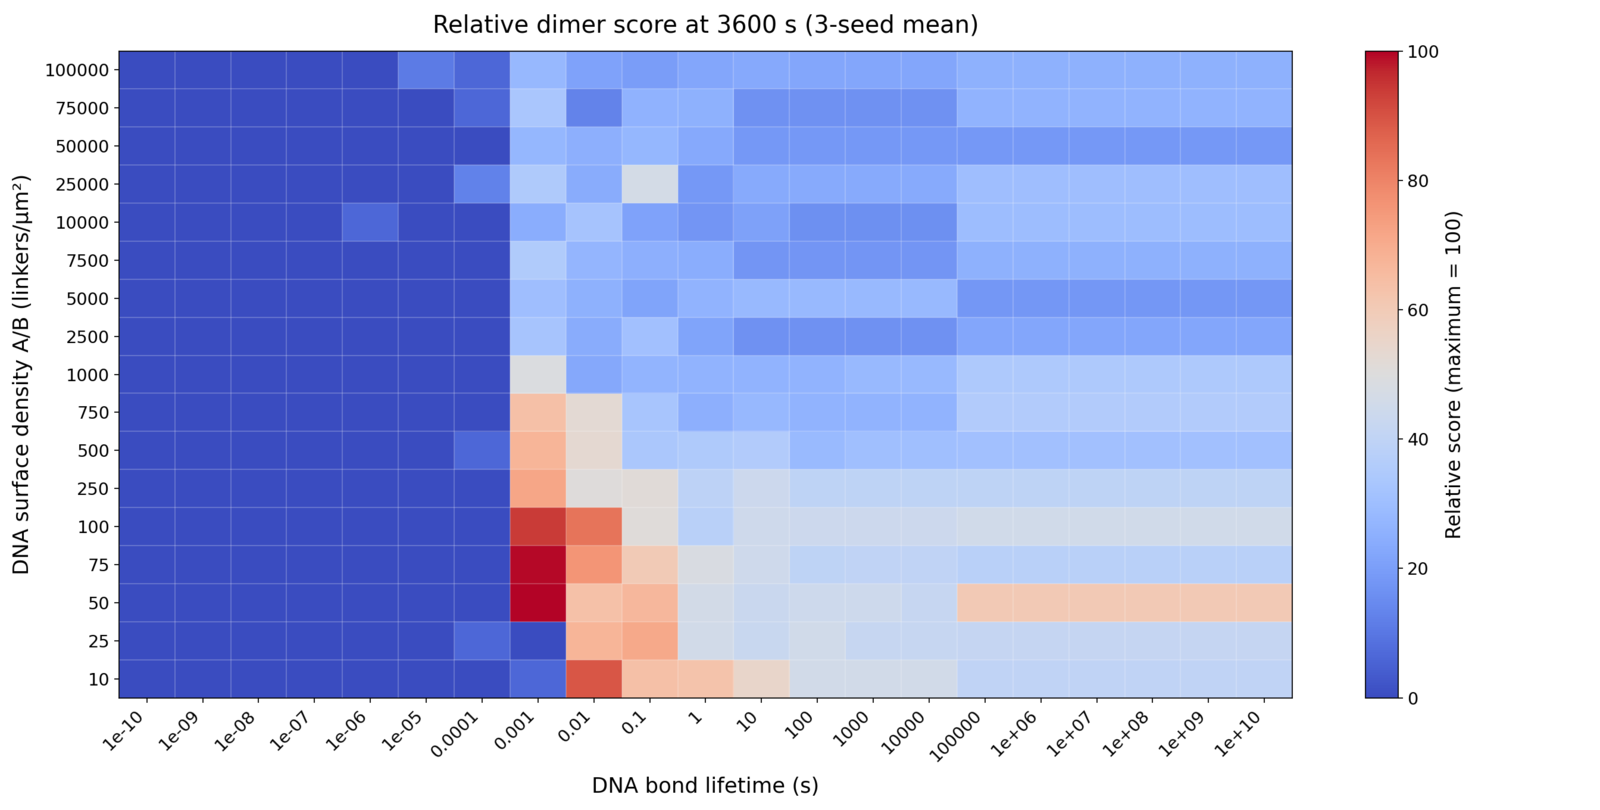 Relative dimer score at 3600 s (3-seed mean)
DNA surface density A/B (linkers/μm²)
100000
75000
50000
25000
10000
7500
5000
2500
1000
750
500
250
100
75
50
25
10
1e-10
1e-09
1e-08
1e-07
1e-06
1e-05
0.0001
0.001
0.01
0.1
1
10
100
1000
10000
100000
1e+06
1e+07
1e+08
1e+09
1e+10
DNA bond lifetime (s)
100
80
60
40
20
0
Relative score (maximum = 100)